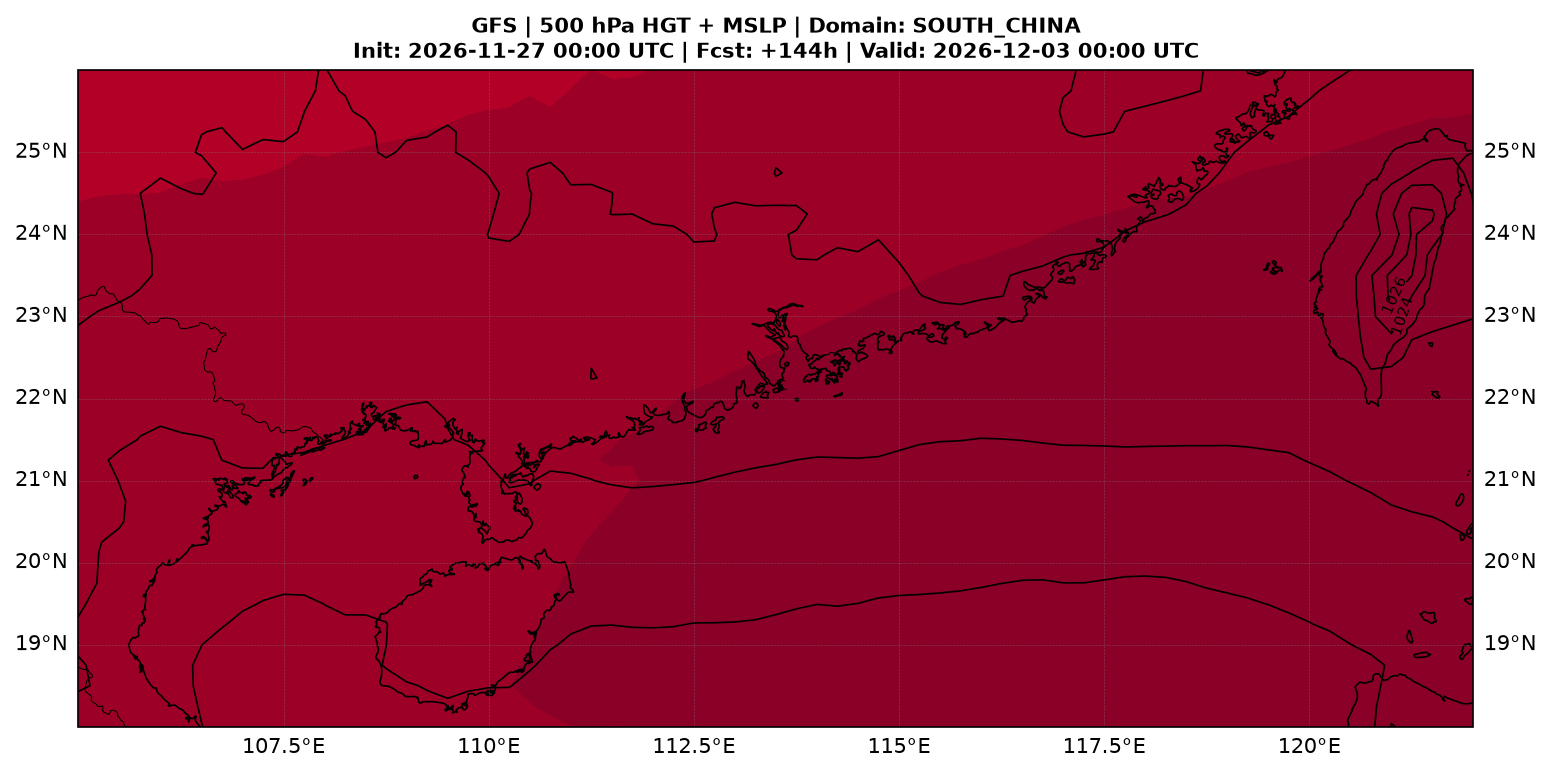 GFS | 500 hPa HGT + MSLP | Domain: SOUTH_CHINA
Init: 2026-11-27 00:00 UTC | Fcst: +144h | Valid: 2026-12-03 00:00 UTC
25°N 25°N
24°N 24°N
23°N 23°N
22°N 22°N
21°N 21°N
20°N 20°N
19°N 19°N
1026
1024
107.5°E 110°E 112.5°E 115°E 117.5°E 120°E